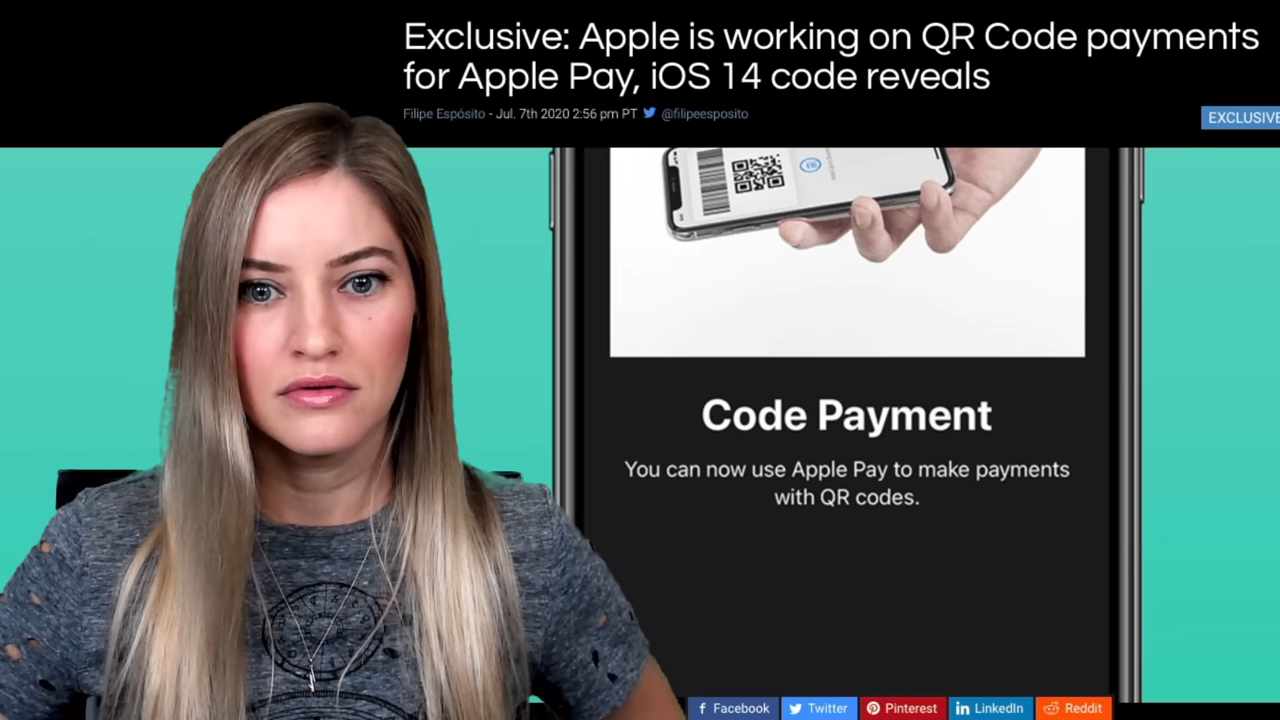 Exclusive: Apple is working on QR Code payments
for Apple Pay, iOS 14 code reveals
Filipe Espósito - Jul. 7th 2020 2:56 pm PT @filipeesposito
EXCLUSIVE
Code Payment
You can now use Apple Pay to make payments
with QR codes.
Facebook
Twitter
Pinterest
LinkedIn
Reddit